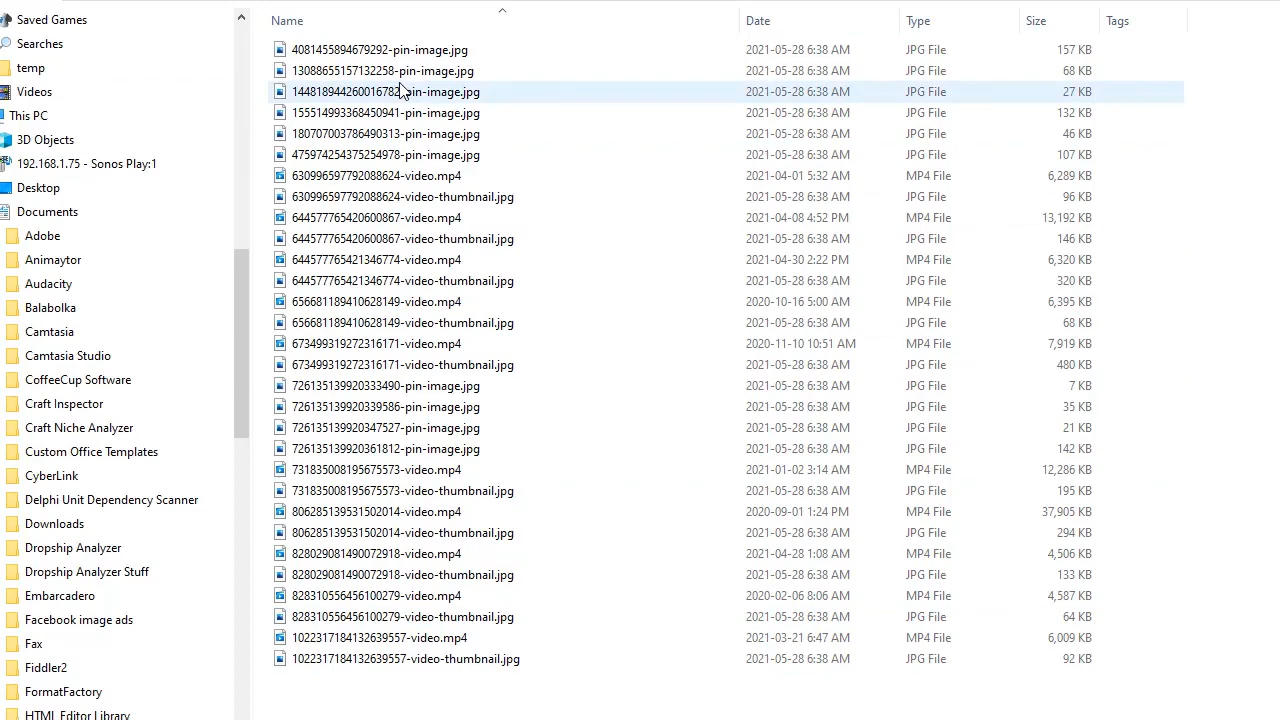 Saved Games
Searches
temp
Videos
This PC
3D Objects
192.168.1.75 - Sonos Play:1
Desktop
Documents
Adobe
Animaytor
Audacity
Balabolka
Camtasia
Camtasia Studio
CoffeeCup Software
Craft Inspector
Craft Niche Analyzer
Custom Office Templates
CyberLink
Delphi Unit Dependency Scanner
Downloads
Dropship Analyzer
Dropship Analyzer Stuff
Embarcadero
Facebook image ads
Fax
Fiddler2
FormatFactory
HTML Editor Library
Name Date Type Size Tags
4081455894679292-pin-image.jpg 2021-05-28 6:38 AM JPG File 157 KB
13088655157132258-pin-image.jpg 2021-05-28 6:38 AM JPG File 68 KB
144818944260016782-pin-image.jpg 2021-05-28 6:38 AM JPG File 27 KB
155514993368450941-pin-image.jpg 2021-05-28 6:38 AM JPG File 132 KB
180707003786490313-pin-image.jpg 2021-05-28 6:38 AM JPG File 46 KB
475974254375254978-pin-image.jpg 2021-05-28 6:38 AM JPG File 107 KB
630996597792088624-video.mp4 2021-04-01 5:32 AM MP4 File 6,289 KB
630996597792088624-video-thumbnail.jpg 2021-05-28 6:38 AM JPG File 96 KB
644577765420600867-video.mp4 2021-04-08 4:52 PM MP4 File 13,192 KB
644577765420600867-video-thumbnail.jpg 2021-05-28 6:38 AM JPG File 146 KB
644577765421346774-video.mp4 2021-04-30 2:22 PM MP4 File 6,320 KB
644577765421346774-video-thumbnail.jpg 2021-05-28 6:38 AM JPG File 320 KB
656681189410628149-video.mp4 2020-10-16 5:00 AM MP4 File 6,395 KB
656681189410628149-video-thumbnail.jpg 2021-05-28 6:38 AM JPG File 68 KB
673499319272316171-video.mp4 2020-11-10 10:51 AM MP4 File 7,919 KB
673499319272316171-video-thumbnail.jpg 2021-05-28 6:38 AM JPG File 480 KB
726135139920333490-pin-image.jpg 2021-05-28 6:38 AM JPG File 7 KB
726135139920339586-pin-image.jpg 2021-05-28 6:38 AM JPG File 35 KB
726135139920347527-pin-image.jpg 2021-05-28 6:38 AM JPG File 21 KB
726135139920361812-pin-image.jpg 2021-05-28 6:38 AM JPG File 142 KB
731835008195675573-video.mp4 2021-01-02 3:14 AM MP4 File 12,286 KB
731835008195675573-video-thumbnail.jpg 2021-05-28 6:38 AM JPG File 195 KB
806285139531502014-video.mp4 2020-09-01 1:24 PM MP4 File 37,905 KB
806285139531502014-video-thumbnail.jpg 2021-05-28 6:38 AM JPG File 294 KB
828029081490072918-video.mp4 2021-04-28 1:08 AM MP4 File 4,506 KB
828029081490072918-video-thumbnail.jpg 2021-05-28 6:38 AM JPG File 133 KB
828310556456100279-video.mp4 2020-02-06 8:06 AM MP4 File 4,587 KB
828310556456100279-video-thumbnail.jpg 2021-05-28 6:38 AM JPG File 64 KB
1022317184132639557-video.mp4 2021-03-21 6:47 AM MP4 File 6,009 KB
1022317184132639557-video-thumbnail.jpg 2021-05-28 6:38 AM JPG File 92 KB